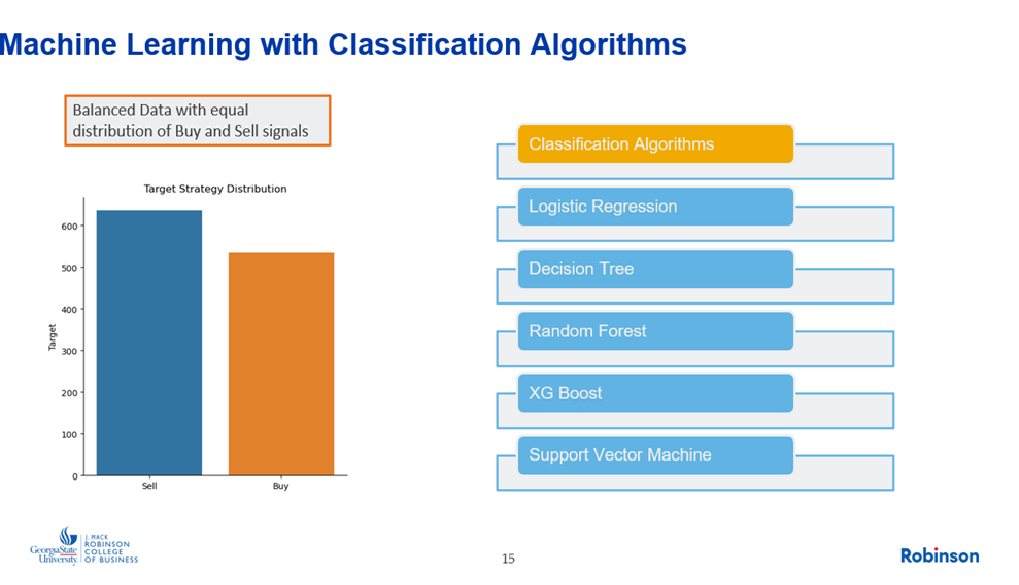 Machine Learning with Classification Algorithms
Balanced Data with equal
distribution of Buy and Sell signals
Target Strategy Distribution
600
500
400
300
200
100
0
Target
Sell
Buy
Classification Algorithms
Logistic Regression
Decision Tree
Random Forest
XG Boost
Support Vector Machine
GeorgiaState
University
J. MACK
ROBINSON
COLLEGE
OF BUSINESS
15
Robinson